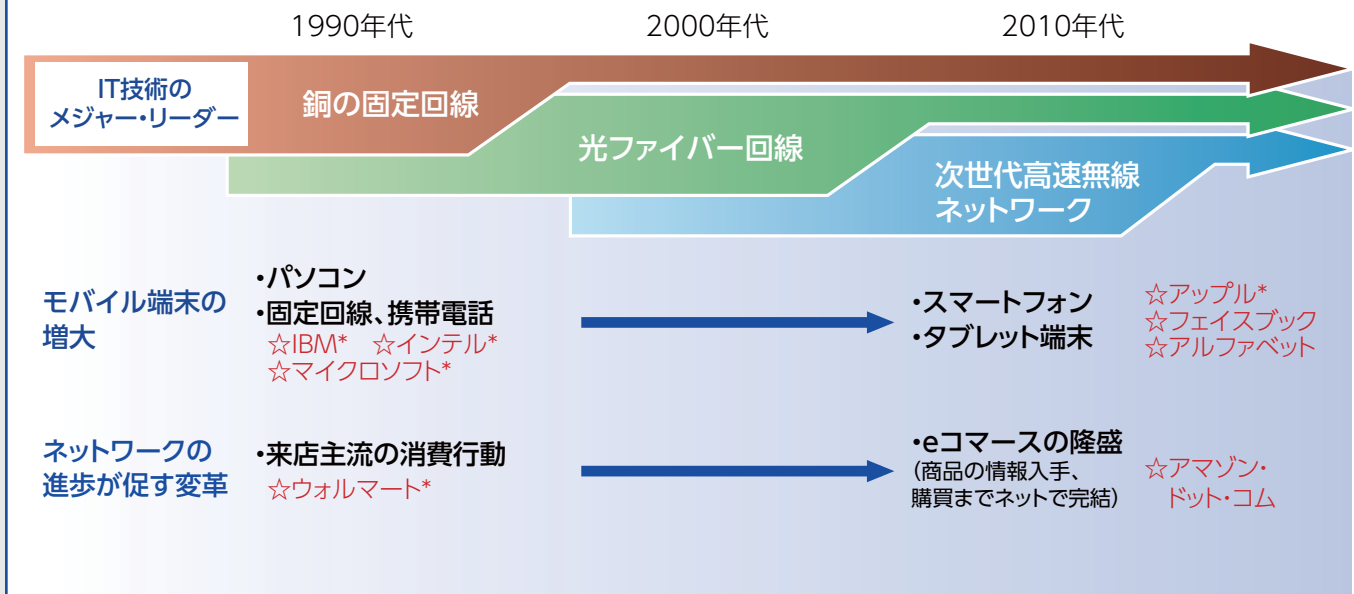 1990年代 2000年代 2010年代
IT技術の
メジャー・リーダー
銅の固定回線
光ファイバー回線
次世代高速無線
ネットワーク
モバイル端末の
増大
・パソコン
・固定回線、携帯電話
☆IBM* ☆インテル*
☆マイクロソフト*
・スマートフォン
・タブレット端末
☆アップル*
☆フェイスブック
☆アルファベット
ネットワークの
進歩が促す変革
・来店主流の消費行動
☆ウォルマート*
・eコマースの隆盛
(商品の情報入手、
購買までネットで完結)
☆アマゾン・
ドット・コム